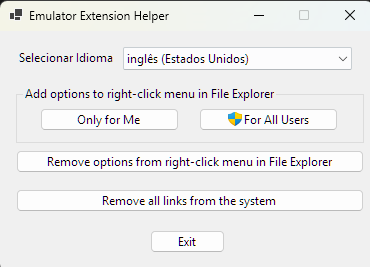 Emulator Extension Helper
Selecionar Idioma
inglês (Estados Unidos)
Add options to right-click menu in File Explorer
Only for Me
For All Users
Remove options from right-click menu in File Explorer
Remove all links from the system
Exit